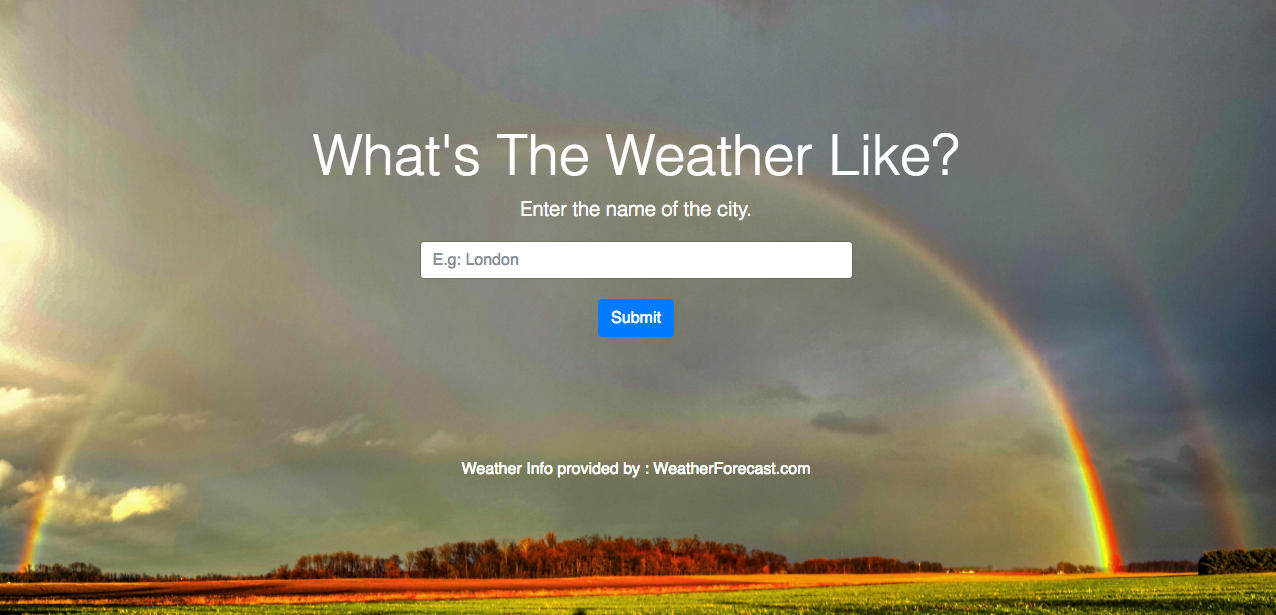 What's The Weather Like?
Enter the name of the city.
E.g: London
Submit
Weather Info provided by : WeatherForecast.com